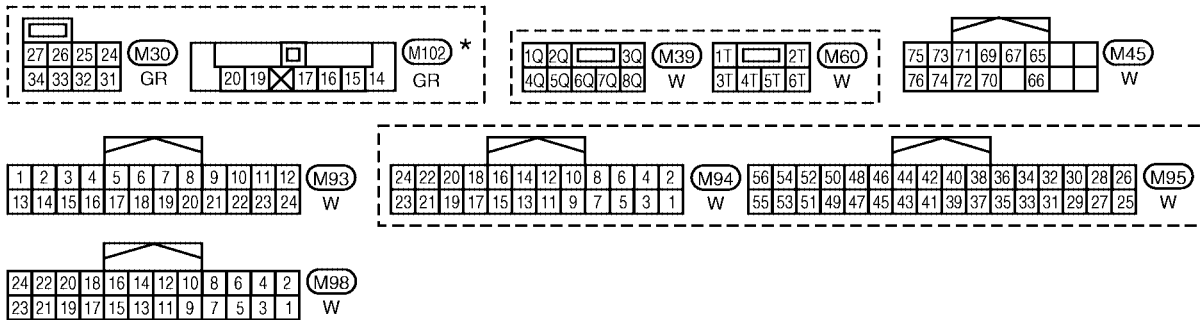 27 26 25 24 M30
34 33 32 31 GR
M102 *
20 19 17 16 15 14 GR
1Q 2Q 3Q M39
4Q 5Q 6Q 7Q 8Q W
1T 2T M60
3T 4T 5T 6T W
75 73 71 69 67 65 M45
76 74 72 70 66 W
1 2 3 4 5 6 7 8 9 10 11 12 M93
13 14 15 16 17 18 19 20 21 22 23 24 W
24 22 20 18 16 14 12 10 8 6 4 2 M94
23 21 19 17 15 13 11 9 7 5 3 1 W
56 54 52 50 48 46 44 42 40 38 36 34 32 30 28 26 M95
55 53 51 49 47 45 43 41 39 37 35 33 31 29 27 25 W
24 22 20 18 16 14 12 10 8 6 4 2 M98
23 21 19 17 15 13 11 9 7 5 3 1 W